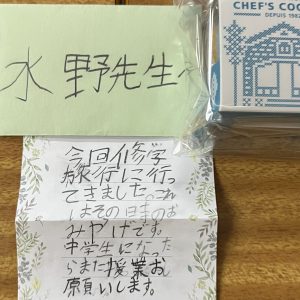 水野先生へ
CHEF'S COO
DEPUIS 1982
今回修学
旅行に行っ
てきました。これ
はその日のお
みやげです。
中学生になった
らまた授業お
願いします。